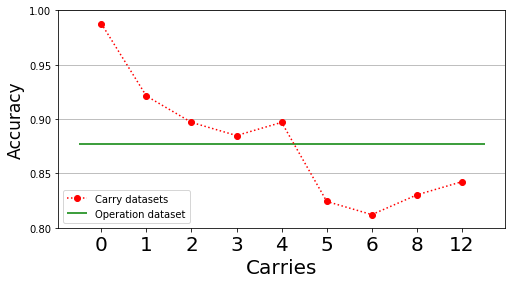 1.00
0.95
0.90
0.85
0.80
Accuracy
Carry datasets
Operation dataset
0 1 2 3 4 5 6 8 12
Carries